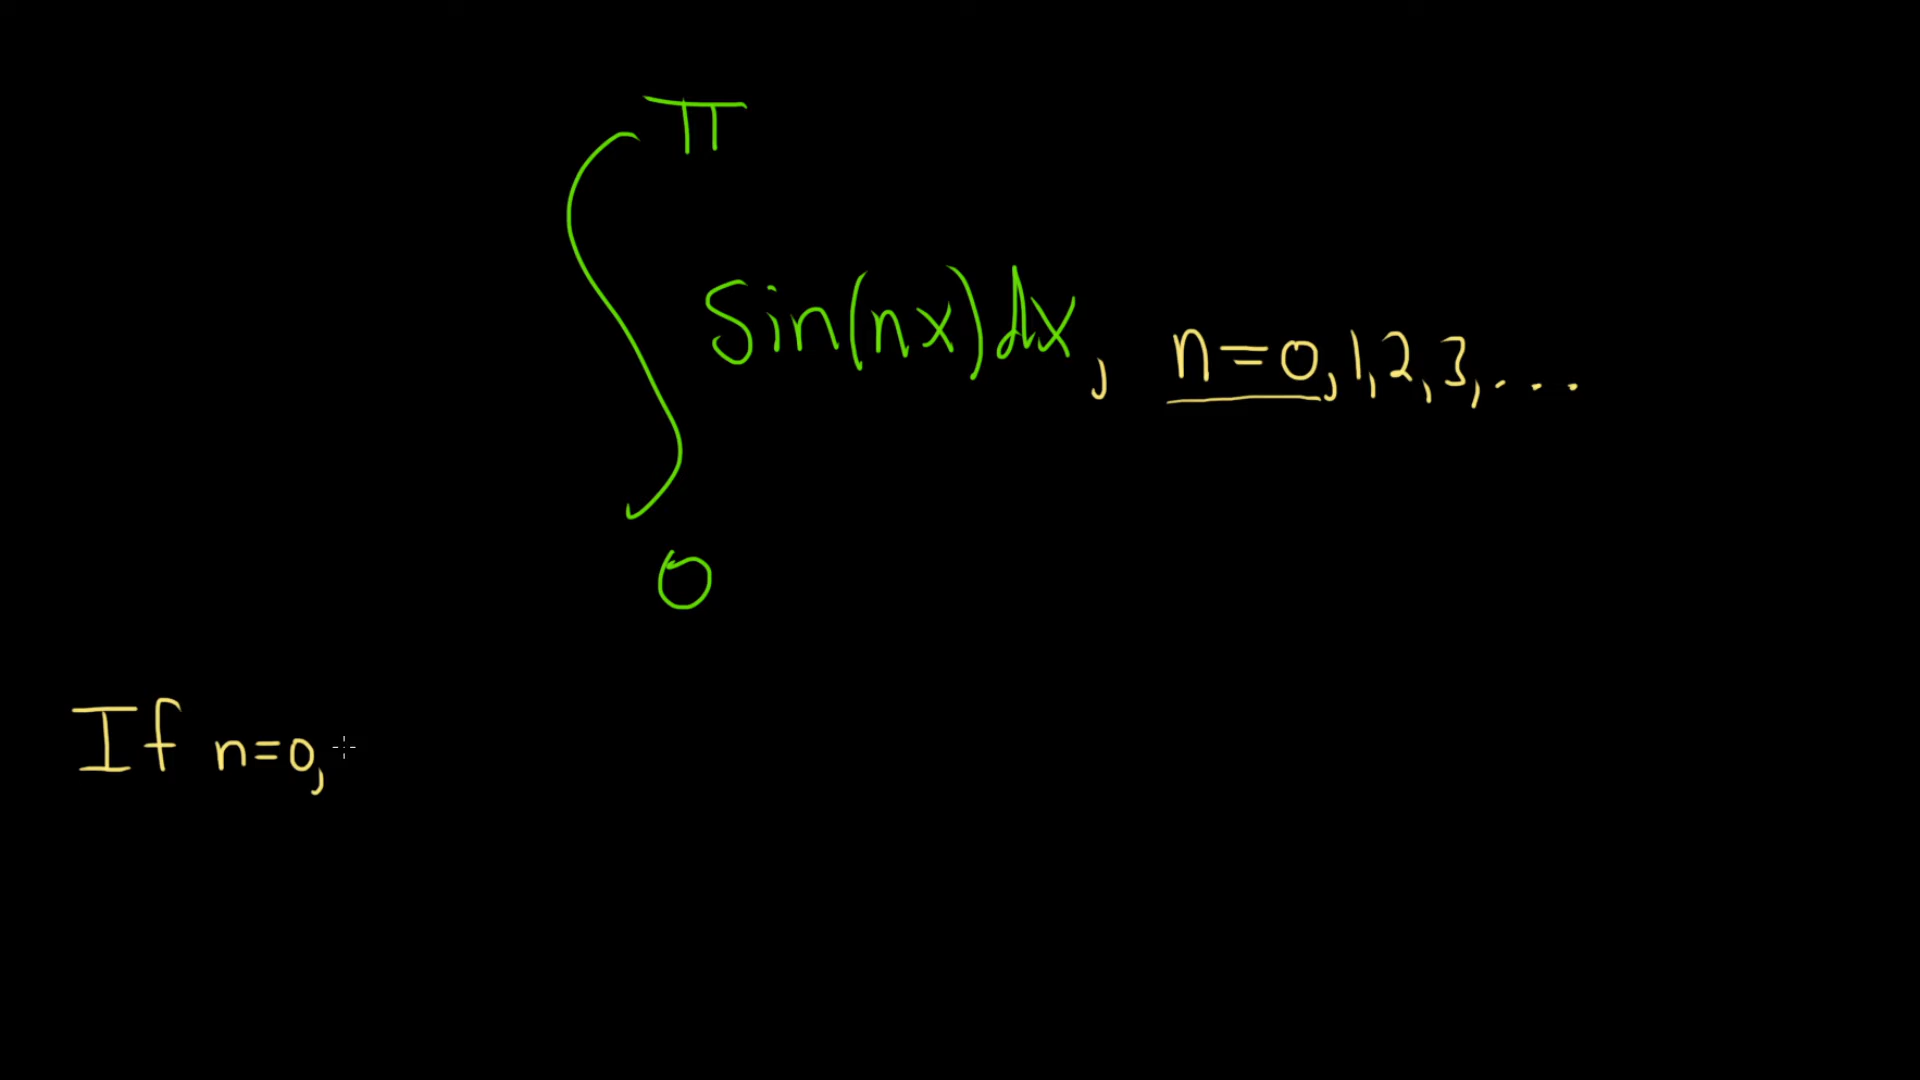 π
∫ Sin(nx)dx, n=0,1,2,3,...
0
If n=0,